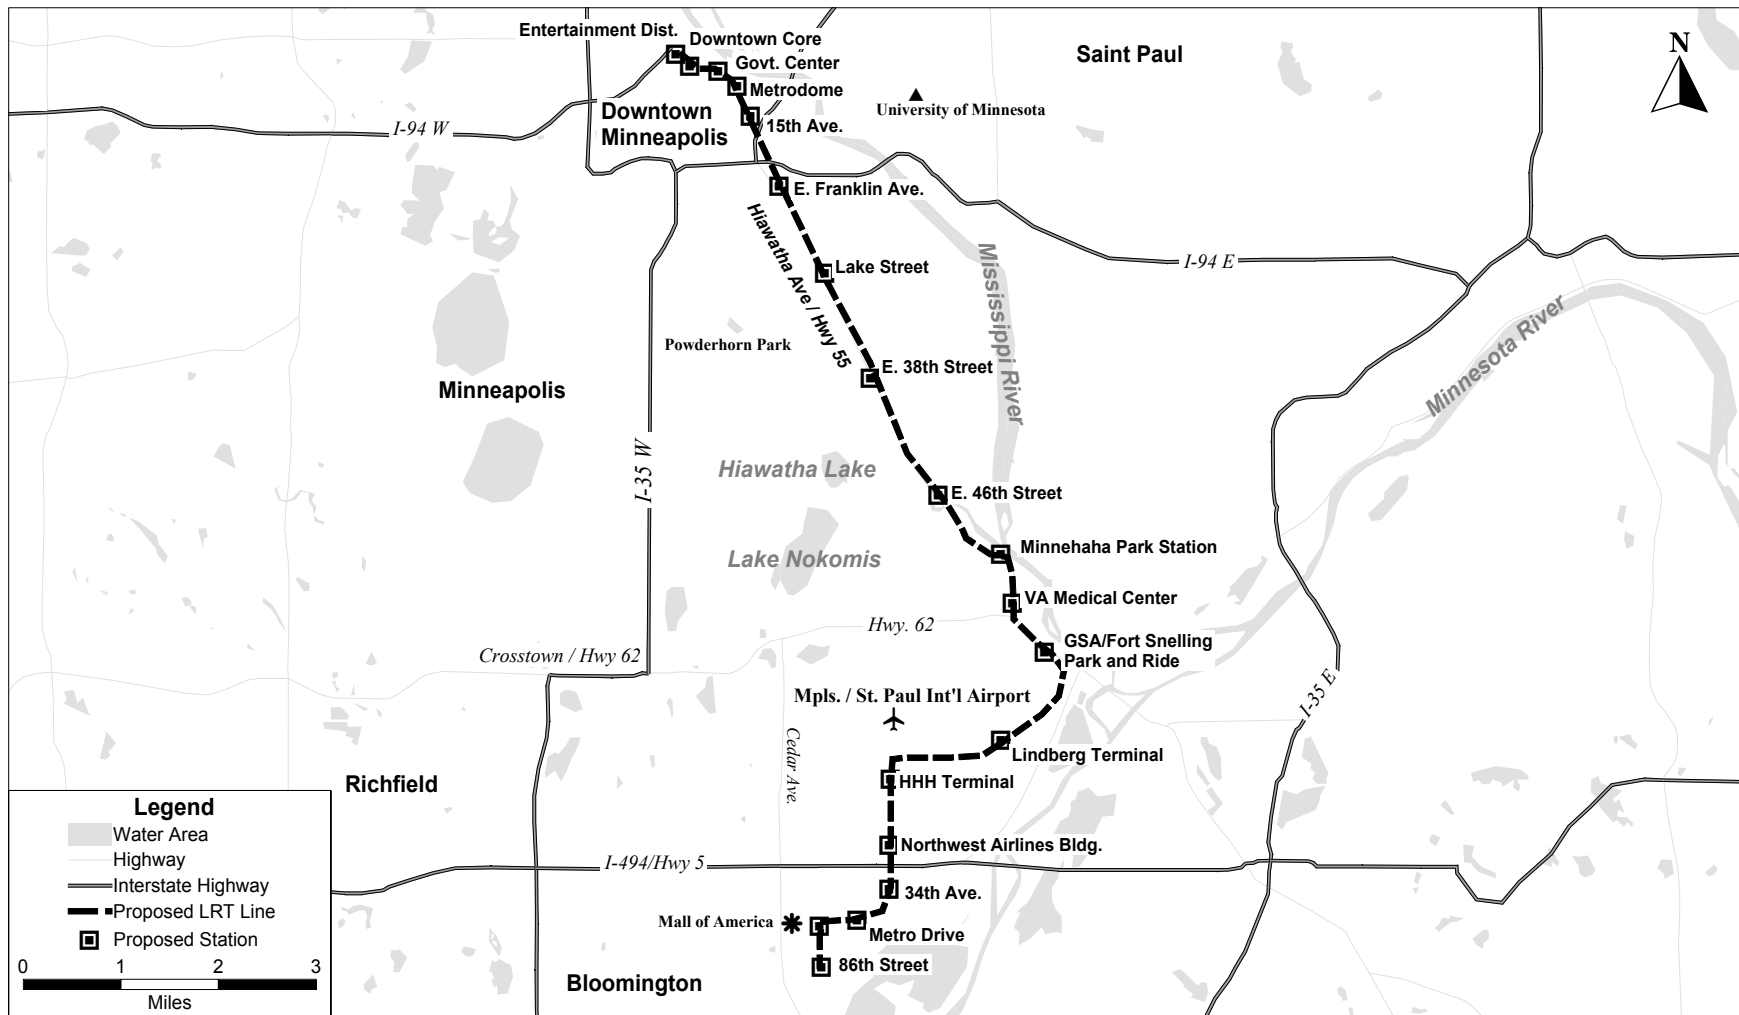 Entertainment Dist.
Downtown Core
Govt. Center
Metrodome
15th Ave.
Saint Paul
N
University of Minnesota
Downtown
Minneapolis
I-94 W
E. Franklin Ave.
Hiawatha Ave / Hwy 55
Lake Street
Mississippi River
I-94 E
Powderhorn Park
E. 38th Street
Minnesota River
Minneapolis
I-35 W
Hiawatha Lake
E. 46th Street
Lake Nokomis
Minnehaha Park Station
VA Medical Center
Hwy. 62
Crosstown / Hwy 62
GSA/Fort Snelling
Park and Ride
Mpls. / St. Paul Int'l Airport
I-35 E
Cedar Ave.
Lindberg Terminal
HHH Terminal
Richfield
Northwest Airlines Bldg.
I-494/Hwy 5
34th Ave.
Mall of America
Metro Drive
86th Street
Bloomington
Legend
Water Area
Highway
Interstate Highway
Proposed LRT Line
Proposed Station
0 1 2 3
Miles